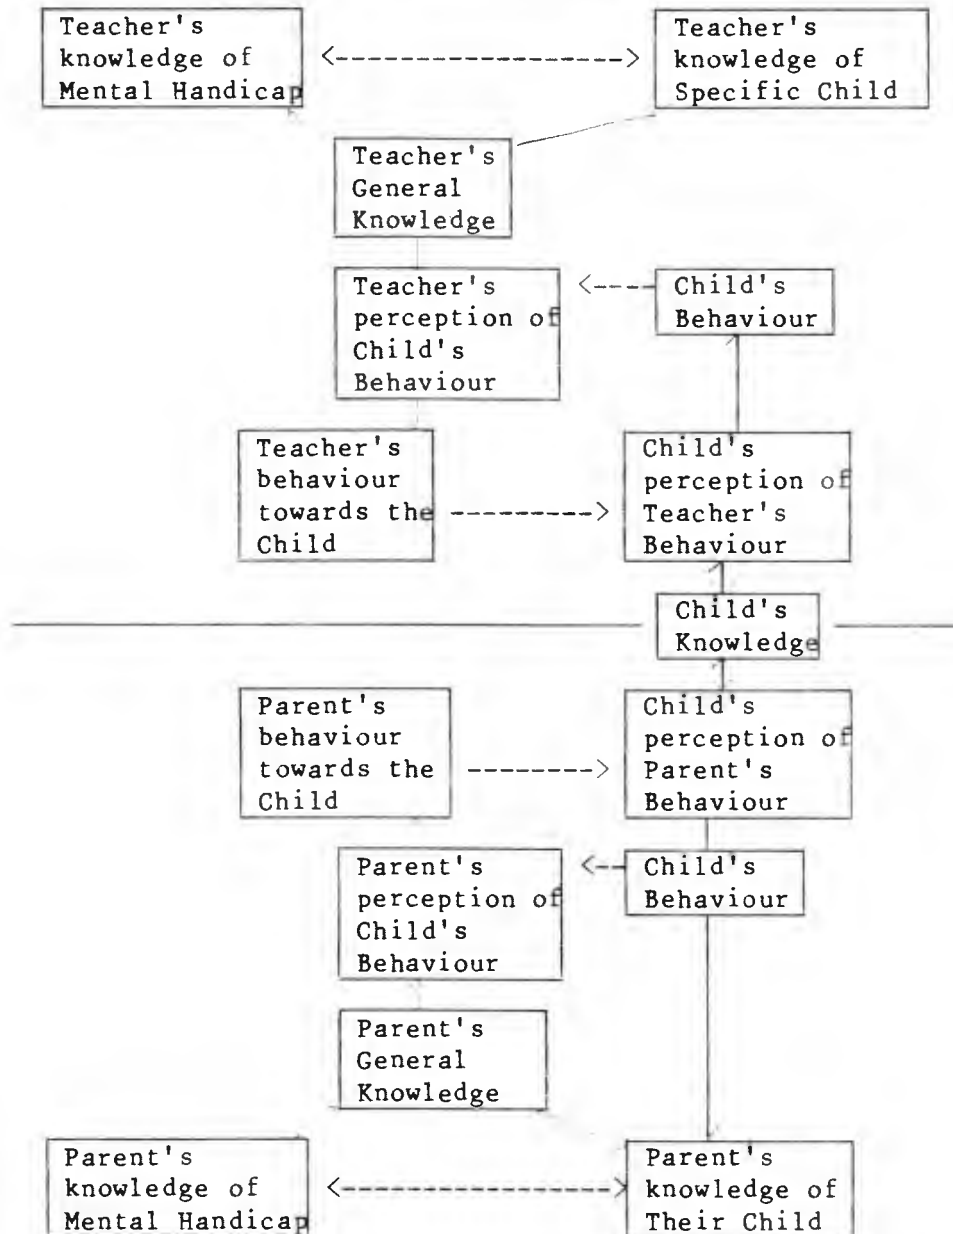 Teacher's
knowledge of
Mental Handicap
Teacher's
knowledge of
Specific Child
Teacher's
General
Knowledge
Teacher's
perception of
Child's
Behaviour
Child's
Behaviour
Teacher's
behaviour
towards the
Child
Child's
perception of
Teacher's
Behaviour
Child's
Knowledge
Parent's
behaviour
towards the
Child
Child's
perception of
Parent's
Behaviour
Parent's
perception of
Child's
Behaviour
Child's
Behaviour
Parent's
General
Knowledge
Parent's
knowledge of
Mental Handicap
Parent's
knowledge of
Their Child